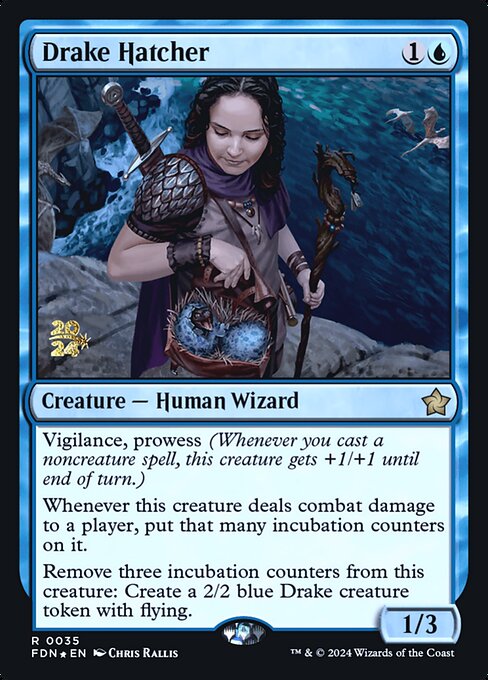 Drake Hatcher 1
20
24
Creature — Human Wizard
Vigilance, prowess (Whenever you cast a
noncreature spell, this creature gets +1/+1 until
end of turn.)
Whenever this creature deals combat damage
to a player, put that many incubation counters
on it.
Remove three incubation counters from this
creature: Create a 2/2 blue Drake creature
token with flying.
1/3
R 0035
FDN★EN Chris Rallis
™ & © 2024 Wizards of the Coast